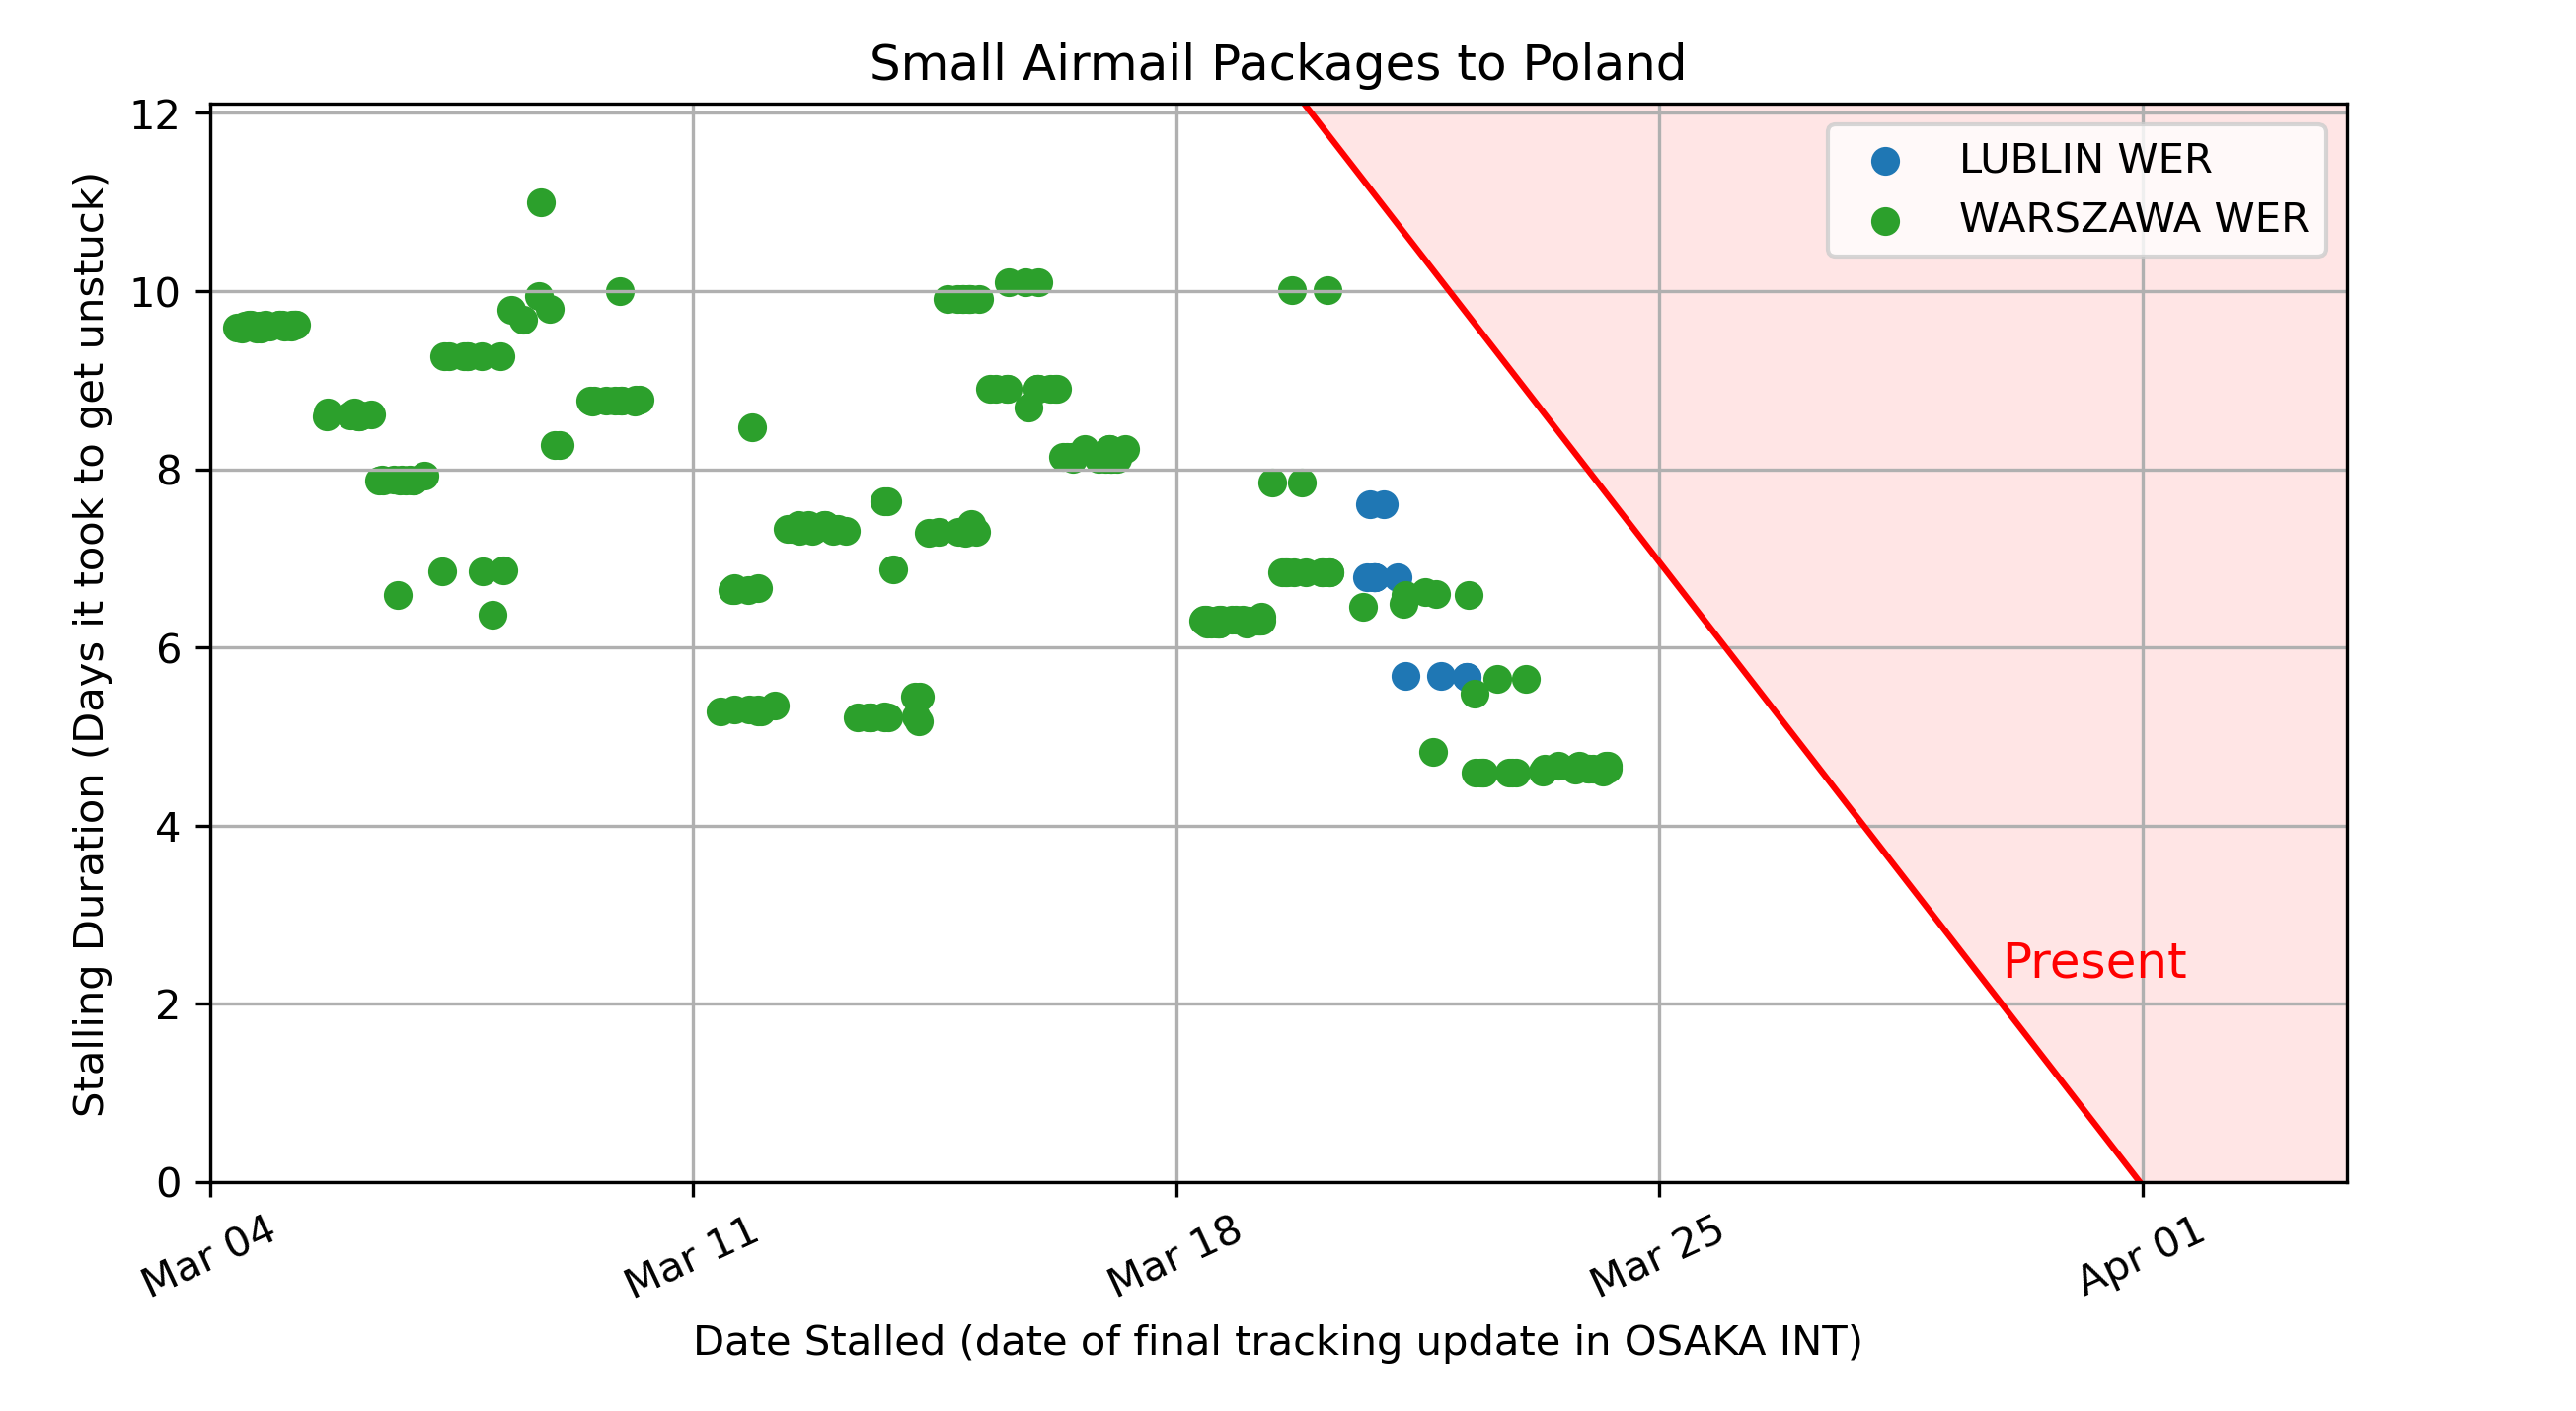 Small Airmail Packages to Poland
Stalling Duration (Days it took to get unstuck)
12
10
8
6
4
2
0
LUBLIN WER
WARSZAWA WER
Present
Mar 04
Mar 11
Mar 18
Mar 25
Apr 01
Date Stalled (date of final tracking update in OSAKA INT)